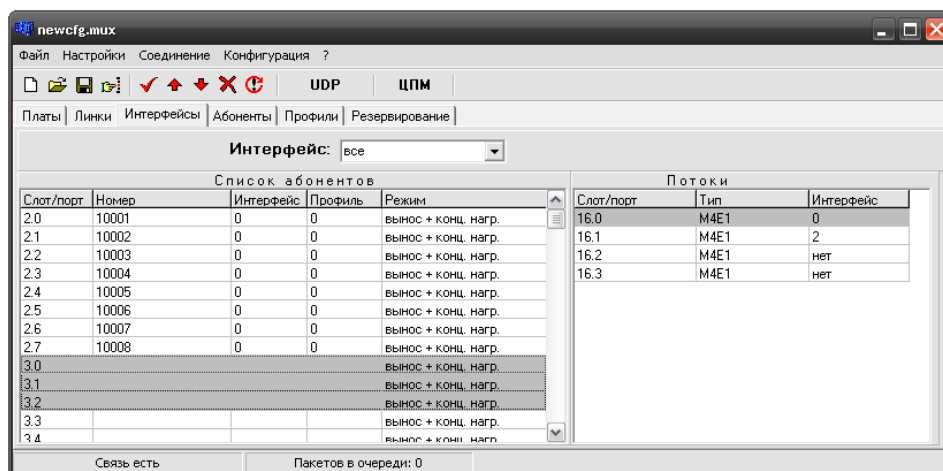 newcfg.mux
Файл Настройки Соединение Конфигурация ?
UDP ЦПМ
Платы Линки Интерфейсы Абоненты Профили Резервирование
Интерфейс: все
Список абонентов
Слот/порт Номер Интерфейс Профиль Режим
2.0 10001 0 0 вынос + конц. нагр.
2.1 10002 0 0 вынос + конц. нагр.
2.2 10003 0 0 вынос + конц. нагр.
2.3 10004 0 0 вынос + конц. нагр.
2.4 10005 0 0 вынос + конц. нагр.
2.5 10006 0 0 вынос + конц. нагр.
2.6 10007 0 0 вынос + конц. нагр.
2.7 10008 0 0 вынос + конц. нагр.
3.0 вынос + конц. нагр.
3.1 вынос + конц. нагр.
3.2 вынос + конц. нагр.
3.3 вынос + конц. нагр.
3.4 вынос + конц. нагр.
Потоки
Слот/порт Тип Интерфейс
16.0 M4E1 0
16.1 M4E1 2
16.2 M4E1 нет
16.3 M4E1 нет
Связь есть Пакетов в очереди: 0